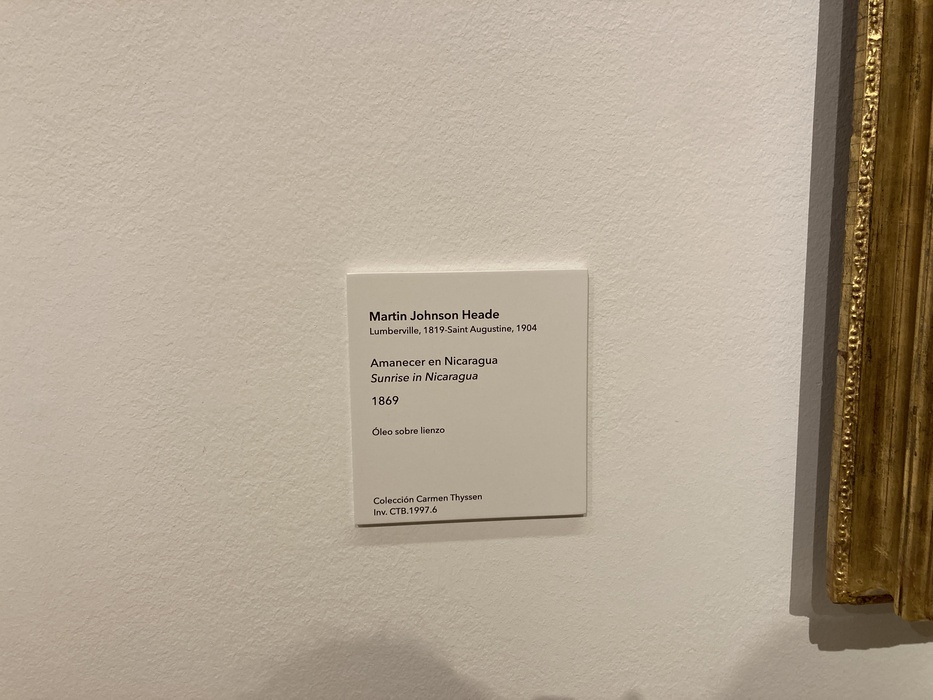 Martin Johnson Heade
Lumberville, 1819-Saint Augustine, 1904
Amanecer en Nicaragua
Sunrise in Nicaragua
1869
Óleo sobre lienzo
Colección Carmen Thyssen
Inv. CTB.1997.6